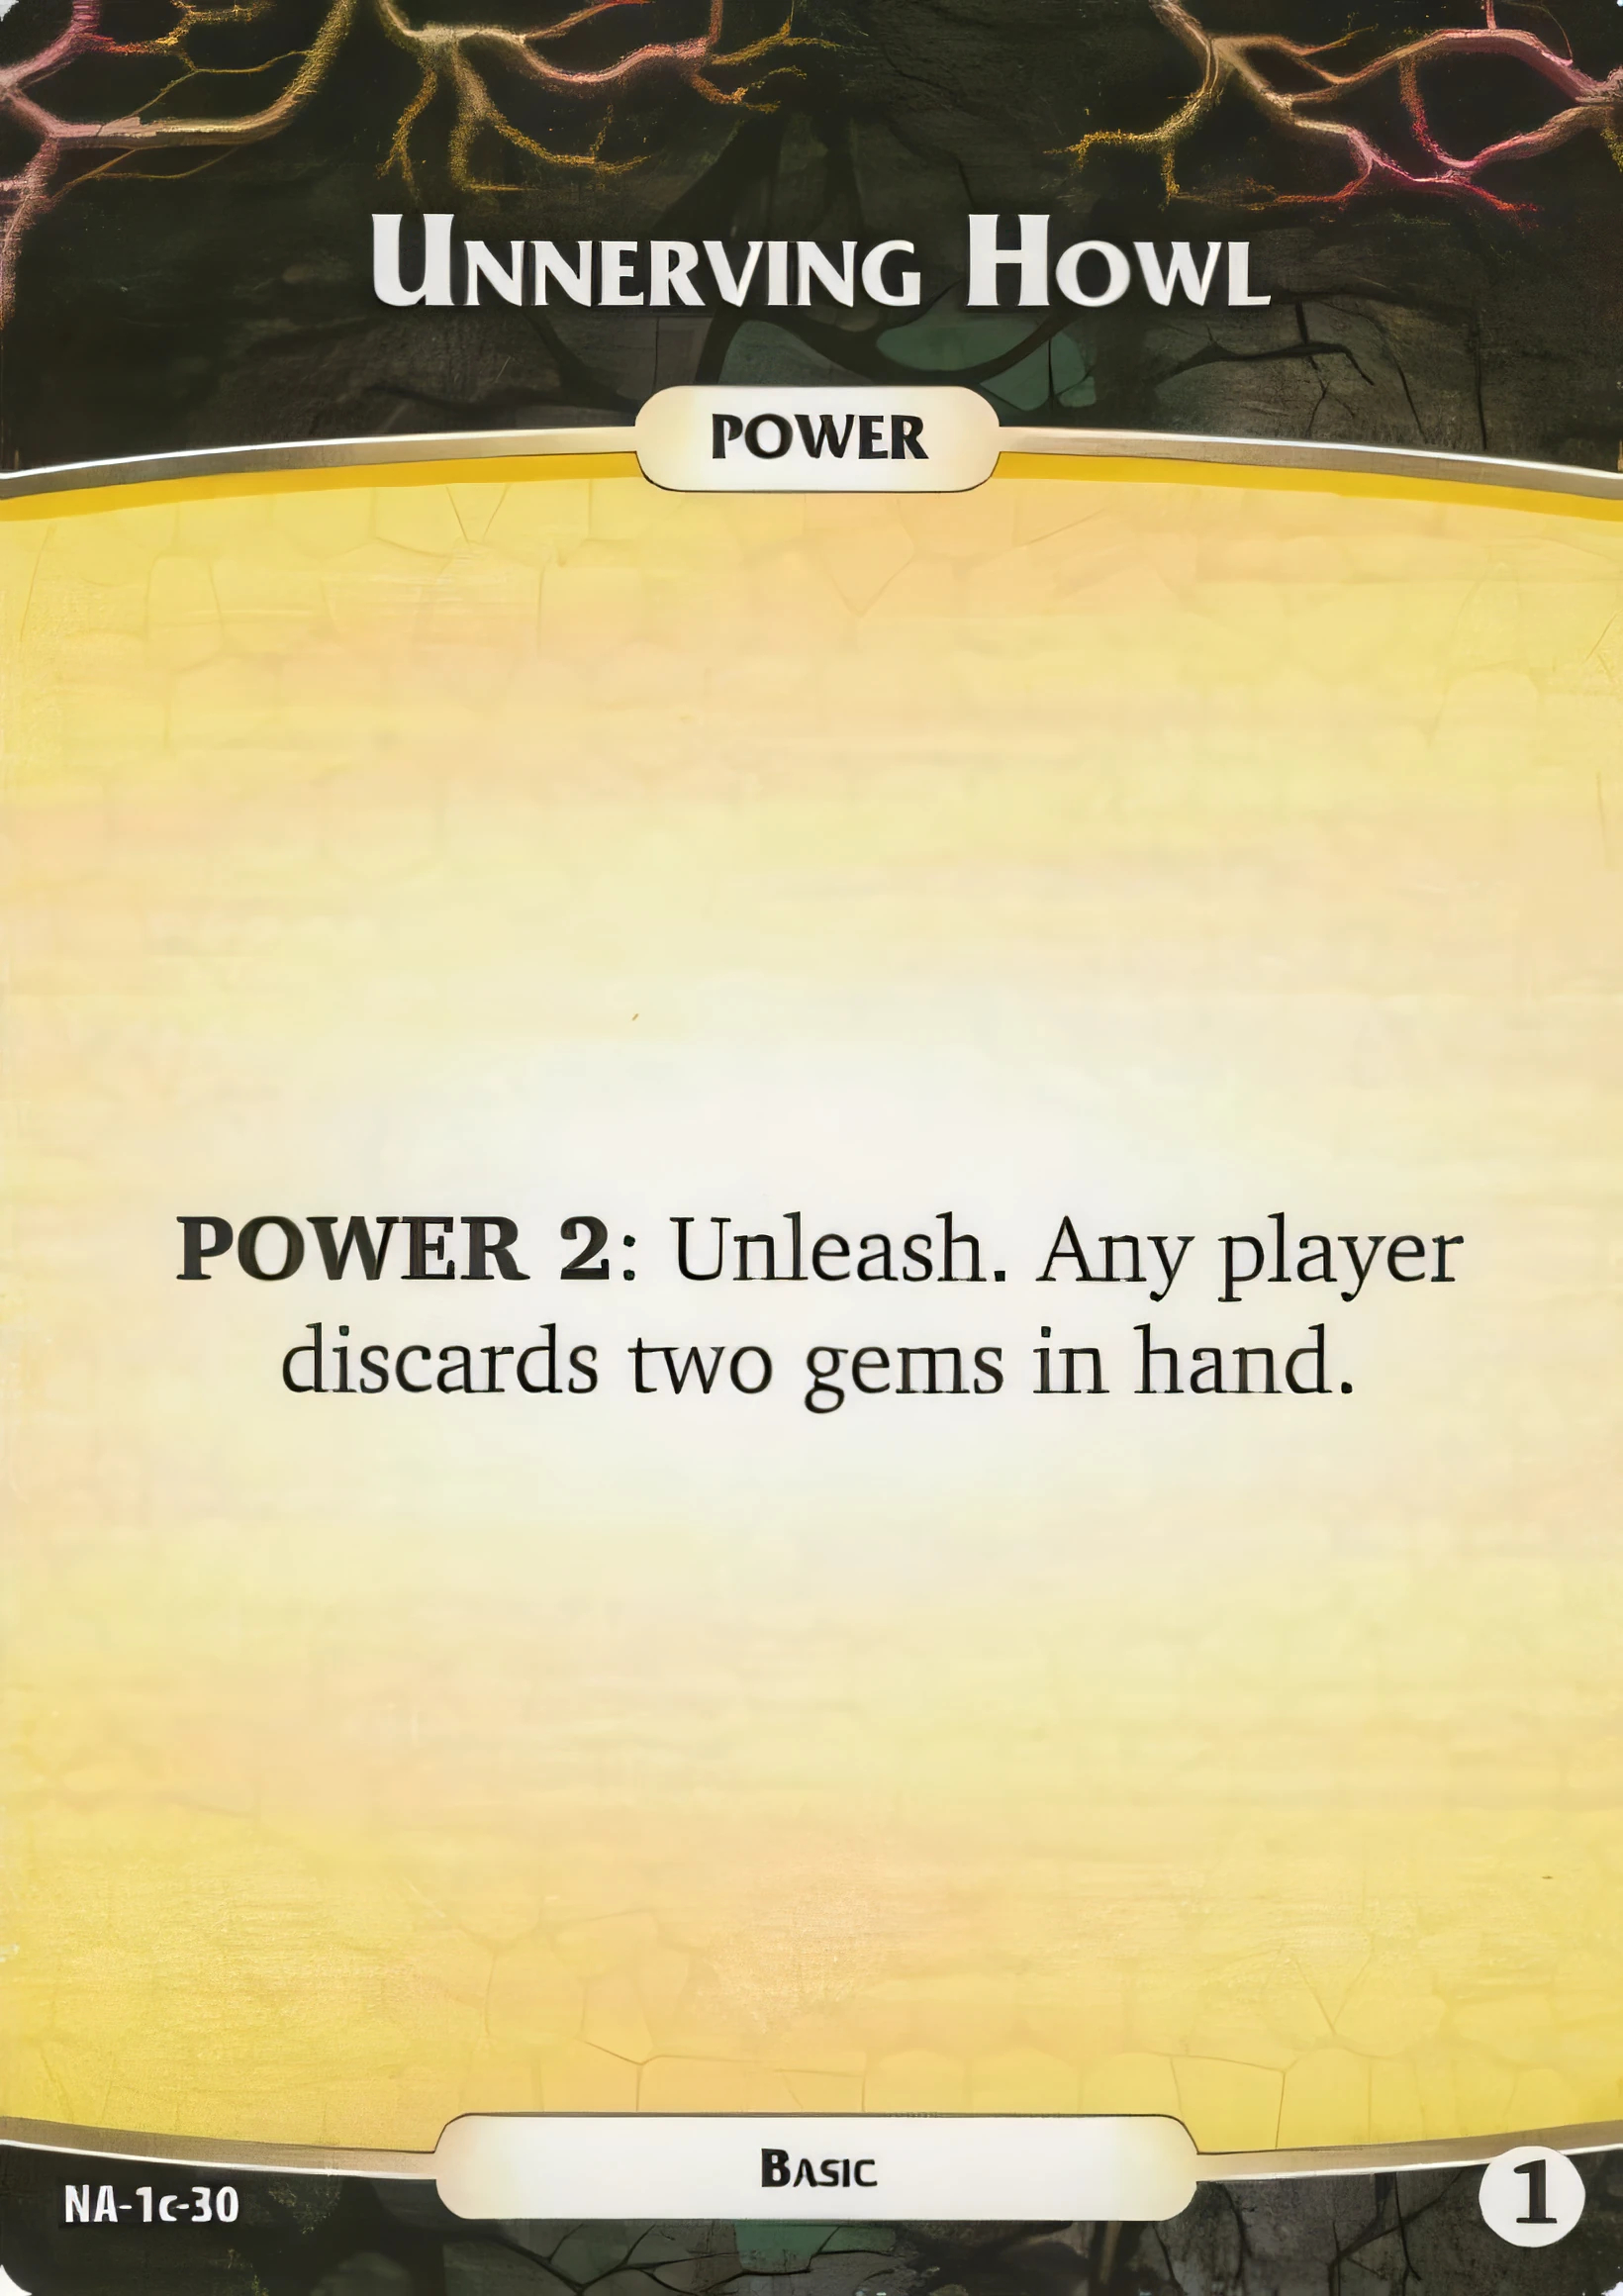 Unnerving Howl
POWER
POWER 2: Unleash. Any player
discards two gems in hand.
Basic
NA-1c-30
1